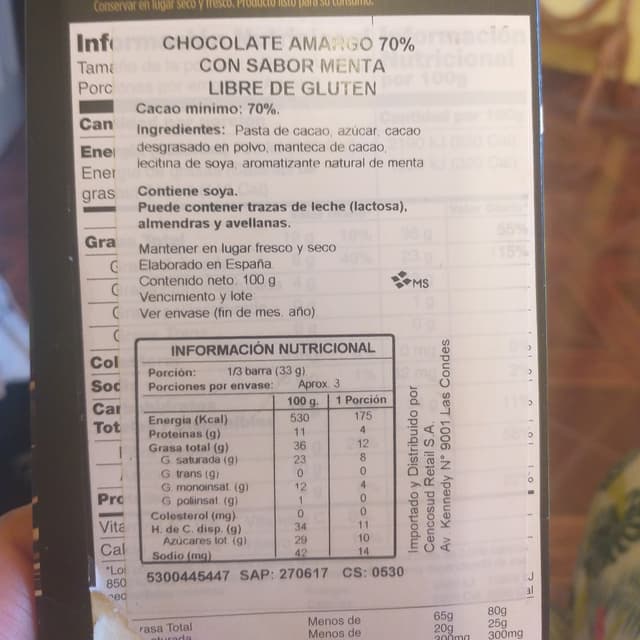 Conservar en lugar seco y fresco. Producto listo para su consumo.
CHOCOLATE AMARGO 70%
CON SABOR MENTA
LIBRE DE GLUTEN
Cacao minimo: 70%.
Ingredientes: Pasta de cacao, azúcar, cacao
desgrasado en polvo, manteca de cacao,
lecitina de soya, aromatizante natural de menta
Contiene soya.
Puede contener trazas de leche (lactosa),
almendras y avellanas.
Mantener en lugar fresco y seco
Elaborado en España
Contenido neto: 100 g
Vencimiento y lote:
Ver envase (fin de mes, año)
MS
INFORMACIÓN NUTRICIONAL
Porción: 1/3 barra (33 g)
Porciones por envase: Aprox. 3
100 g. 1 Porción
Energia (Kcal) 530 175
Proteinas (g) 11 4
Grasa total (g) 36 12
G. saturada (g) 23 8
G. trans (g) 0 0
G. monoinsat. (g) 12 4
G. poliinsat. (g) 1 0
Colesterol (mg) 0 0
H. de C. disp. (g) 34 11
Azúcares tot. (g) 29 10
Sodio (mg) 42 14
Importado y Distribuido por
Cencosud Retail S.A.
Av. Kennedy N° 9001 Las Condes
5300445447 SAP: 270617 CS: 0530
rasa Total Menos de 65g 80g
Menos de 20g 25g
300mg